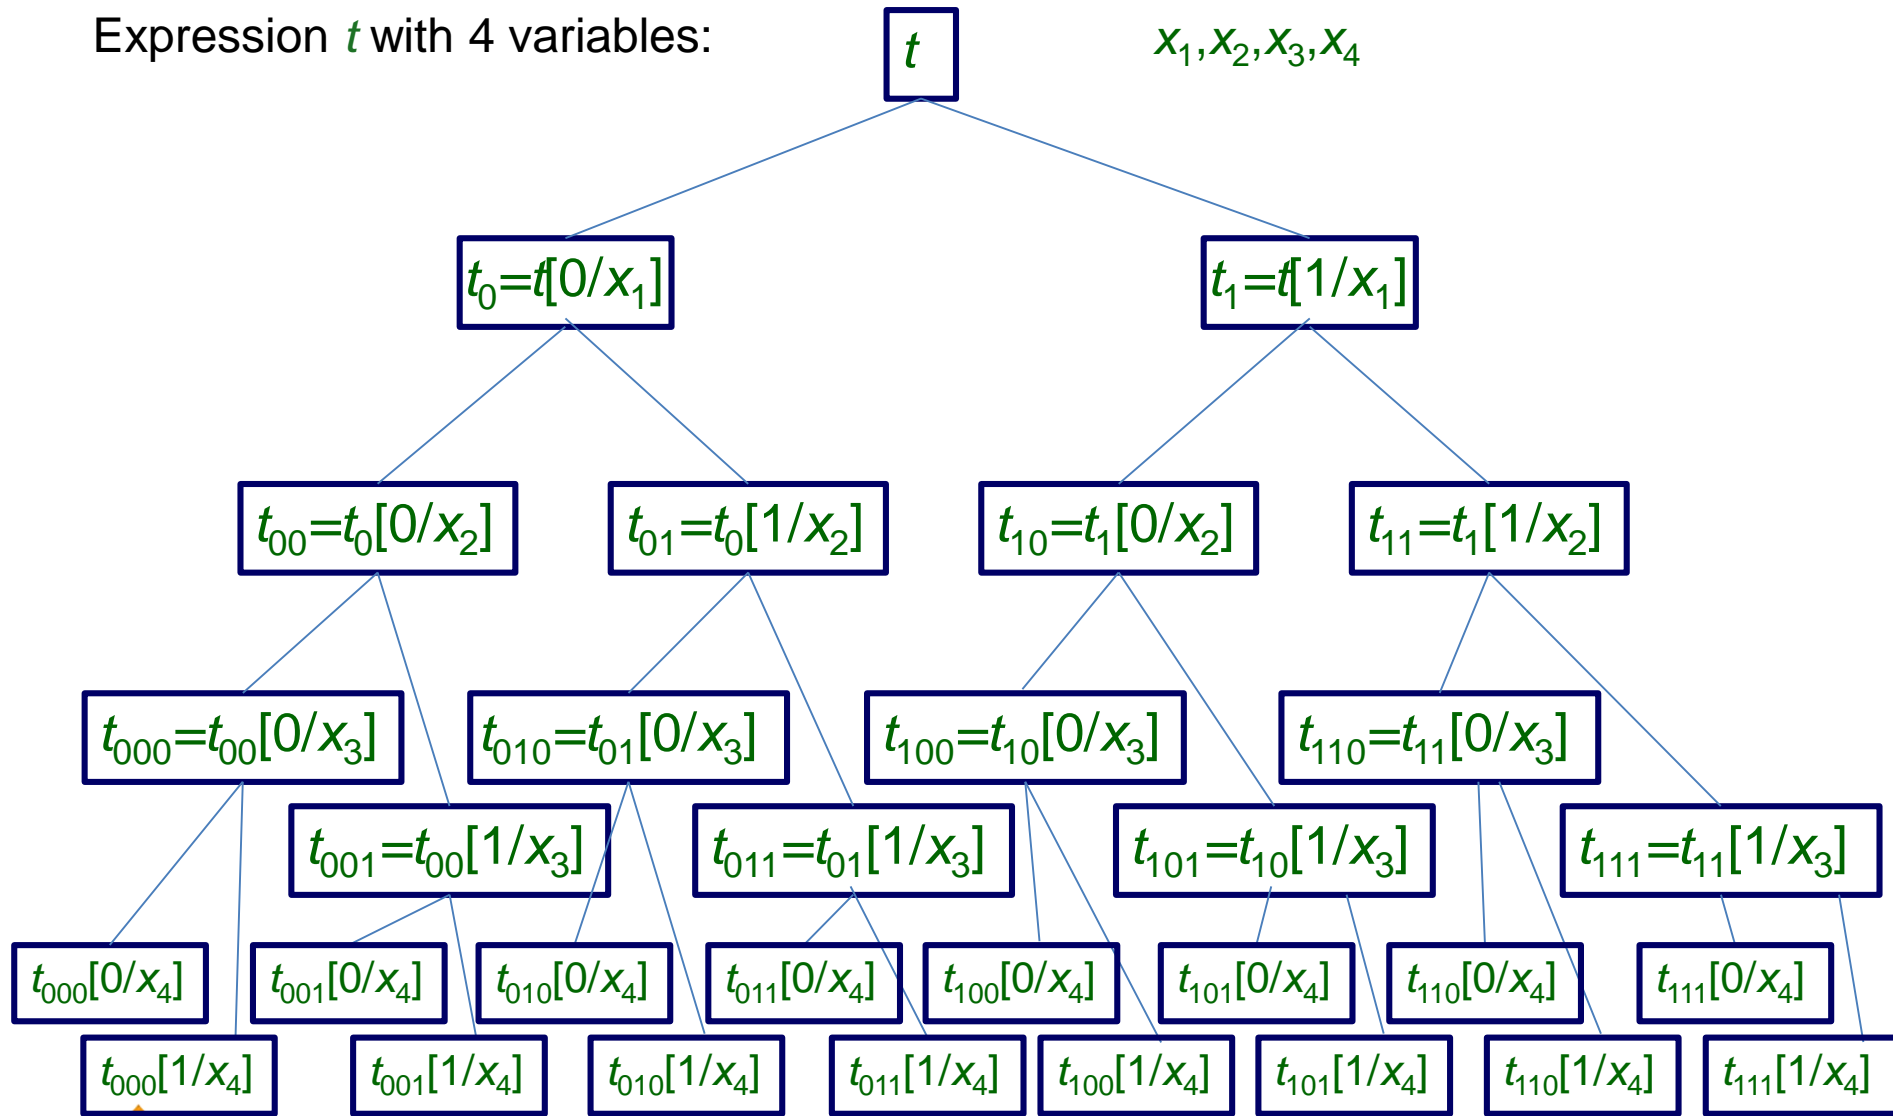 Expression t with 4 variables: t x₁,x₂,x₃,x₄
t₀=t[0/x₁] t₁=t[1/x₁]
t₀₀=t₀[0/x₂] t₀₁=t₀[1/x₂] t₁₀=t₁[0/x₂] t₁₁=t₁[1/x₂]
t₀₀₀=t₀₀[0/x₃] t₀₁₀=t₀₁[0/x₃] t₁₀₀=t₁₀[0/x₃] t₁₁₀=t₁₁[0/x₃]
t₀₀₁=t₀₀[1/x₃] t₀₁₁=t₀₁[1/x₃] t₁₀₁=t₁₀[1/x₃] t₁₁₁=t₁₁[1/x₃]
t₀₀₀[0/x₄] t₀₀₁[0/x₄] t₀₁₀[0/x₄] t₀₁₁[0/x₄] t₁₀₀[0/x₄] t₁₀₁[0/x₄] t₁₁₀[0/x₄] t₁₁₁[0/x₄]
t₀₀₀[1/x₄] t₀₀₁[1/x₄] t₀₁₀[1/x₄] t₀₁₁[1/x₄] t₁₀₀[1/x₄] t₁₀₁[1/x₄] t₁₁₀[1/x₄] t₁₁₁[1/x₄]